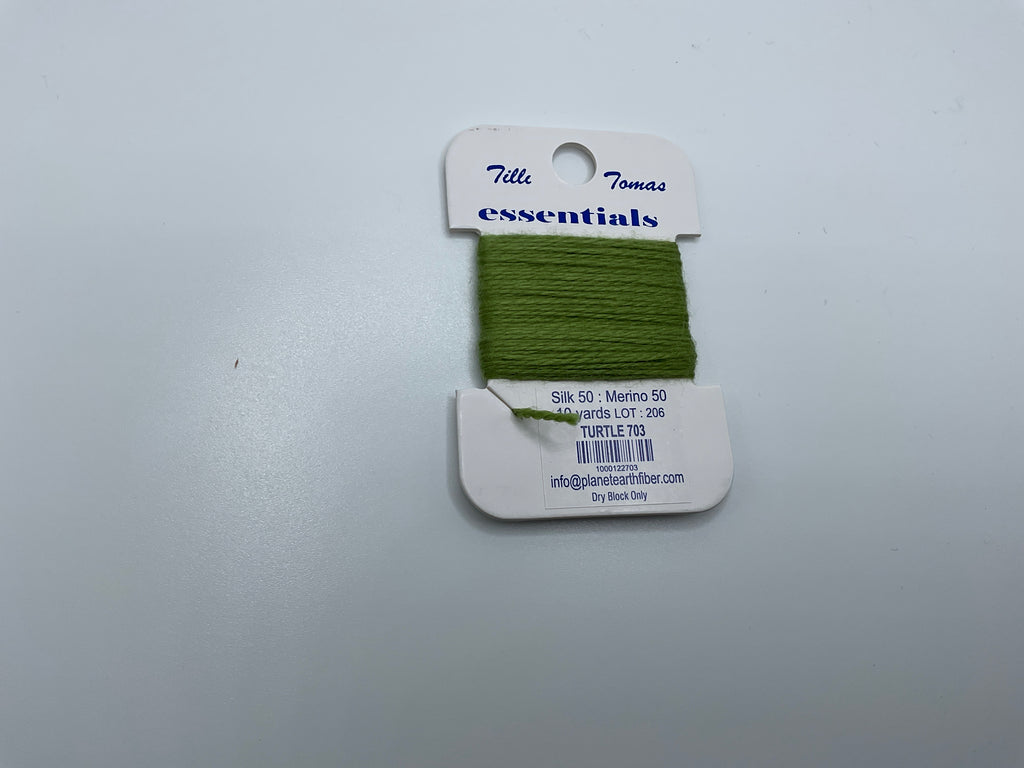 Tilli Tomas
essentials
Silk 50 : Merino 50
10 yards LOT : 206
TURTLE 703
1000122703
info@planetearthfiber.com
Dry Block Only